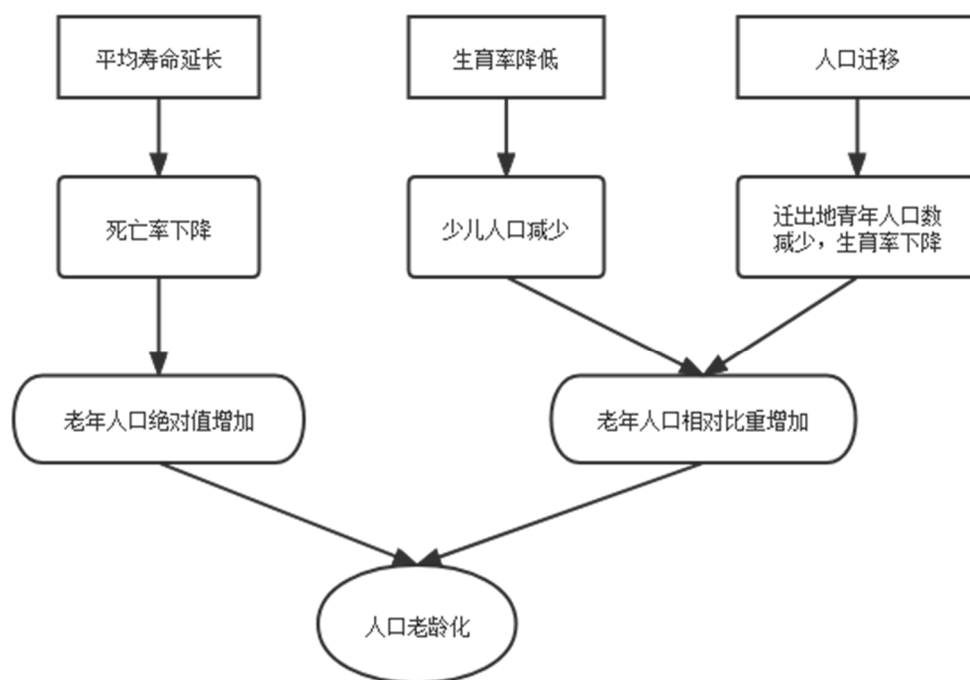 平均寿命延长
生育率降低
人口迁移
死亡率下降
少儿人口减少
迁出地青年人口数
减少，生育率下降
老年人口绝对值增加
老年人口相对比重增加
人口老龄化